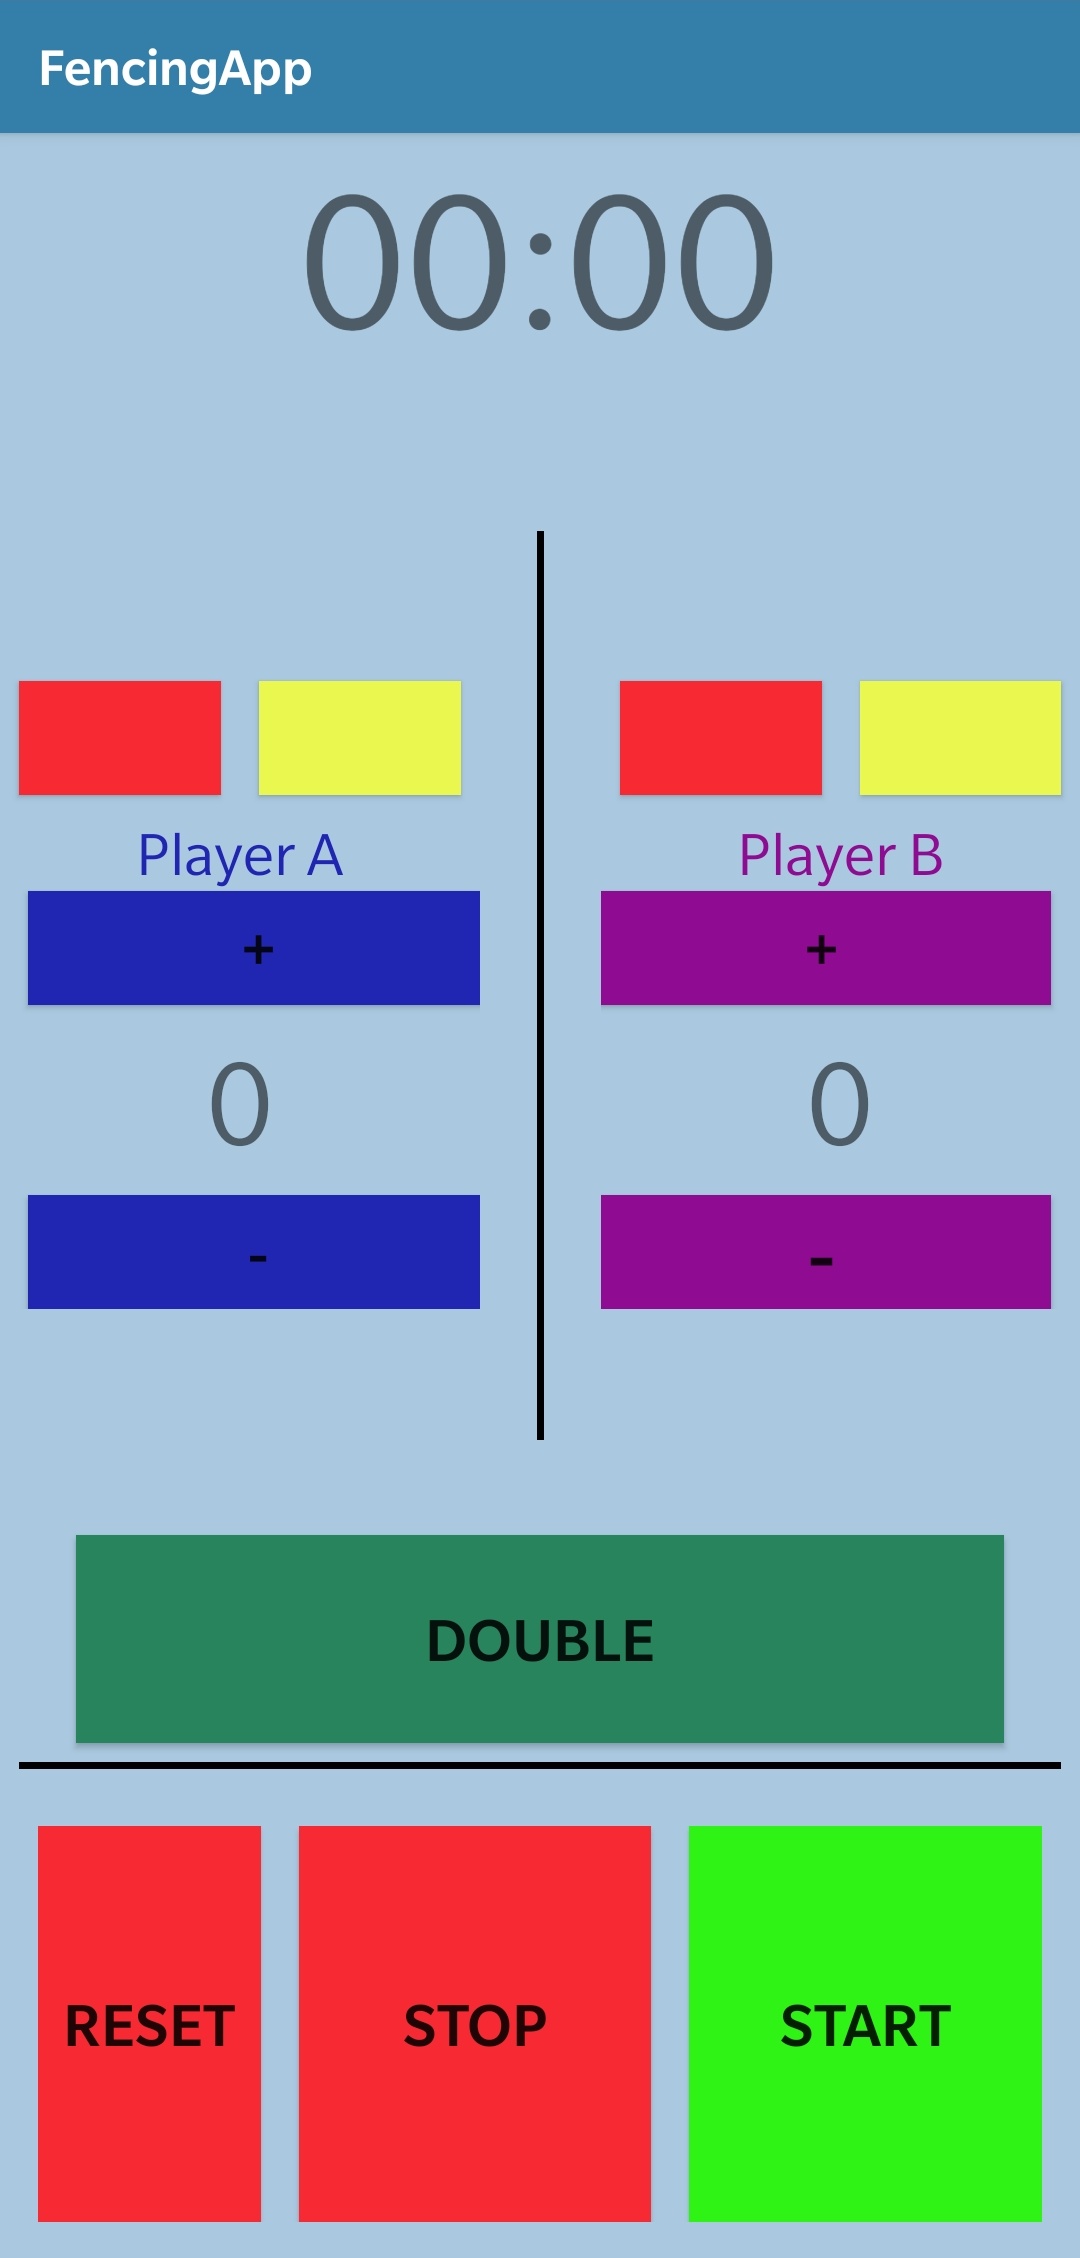 FencingApp
00:00
Player A
Player B
+
+
0
0
-
-
DOUBLE
RESET
STOP
START